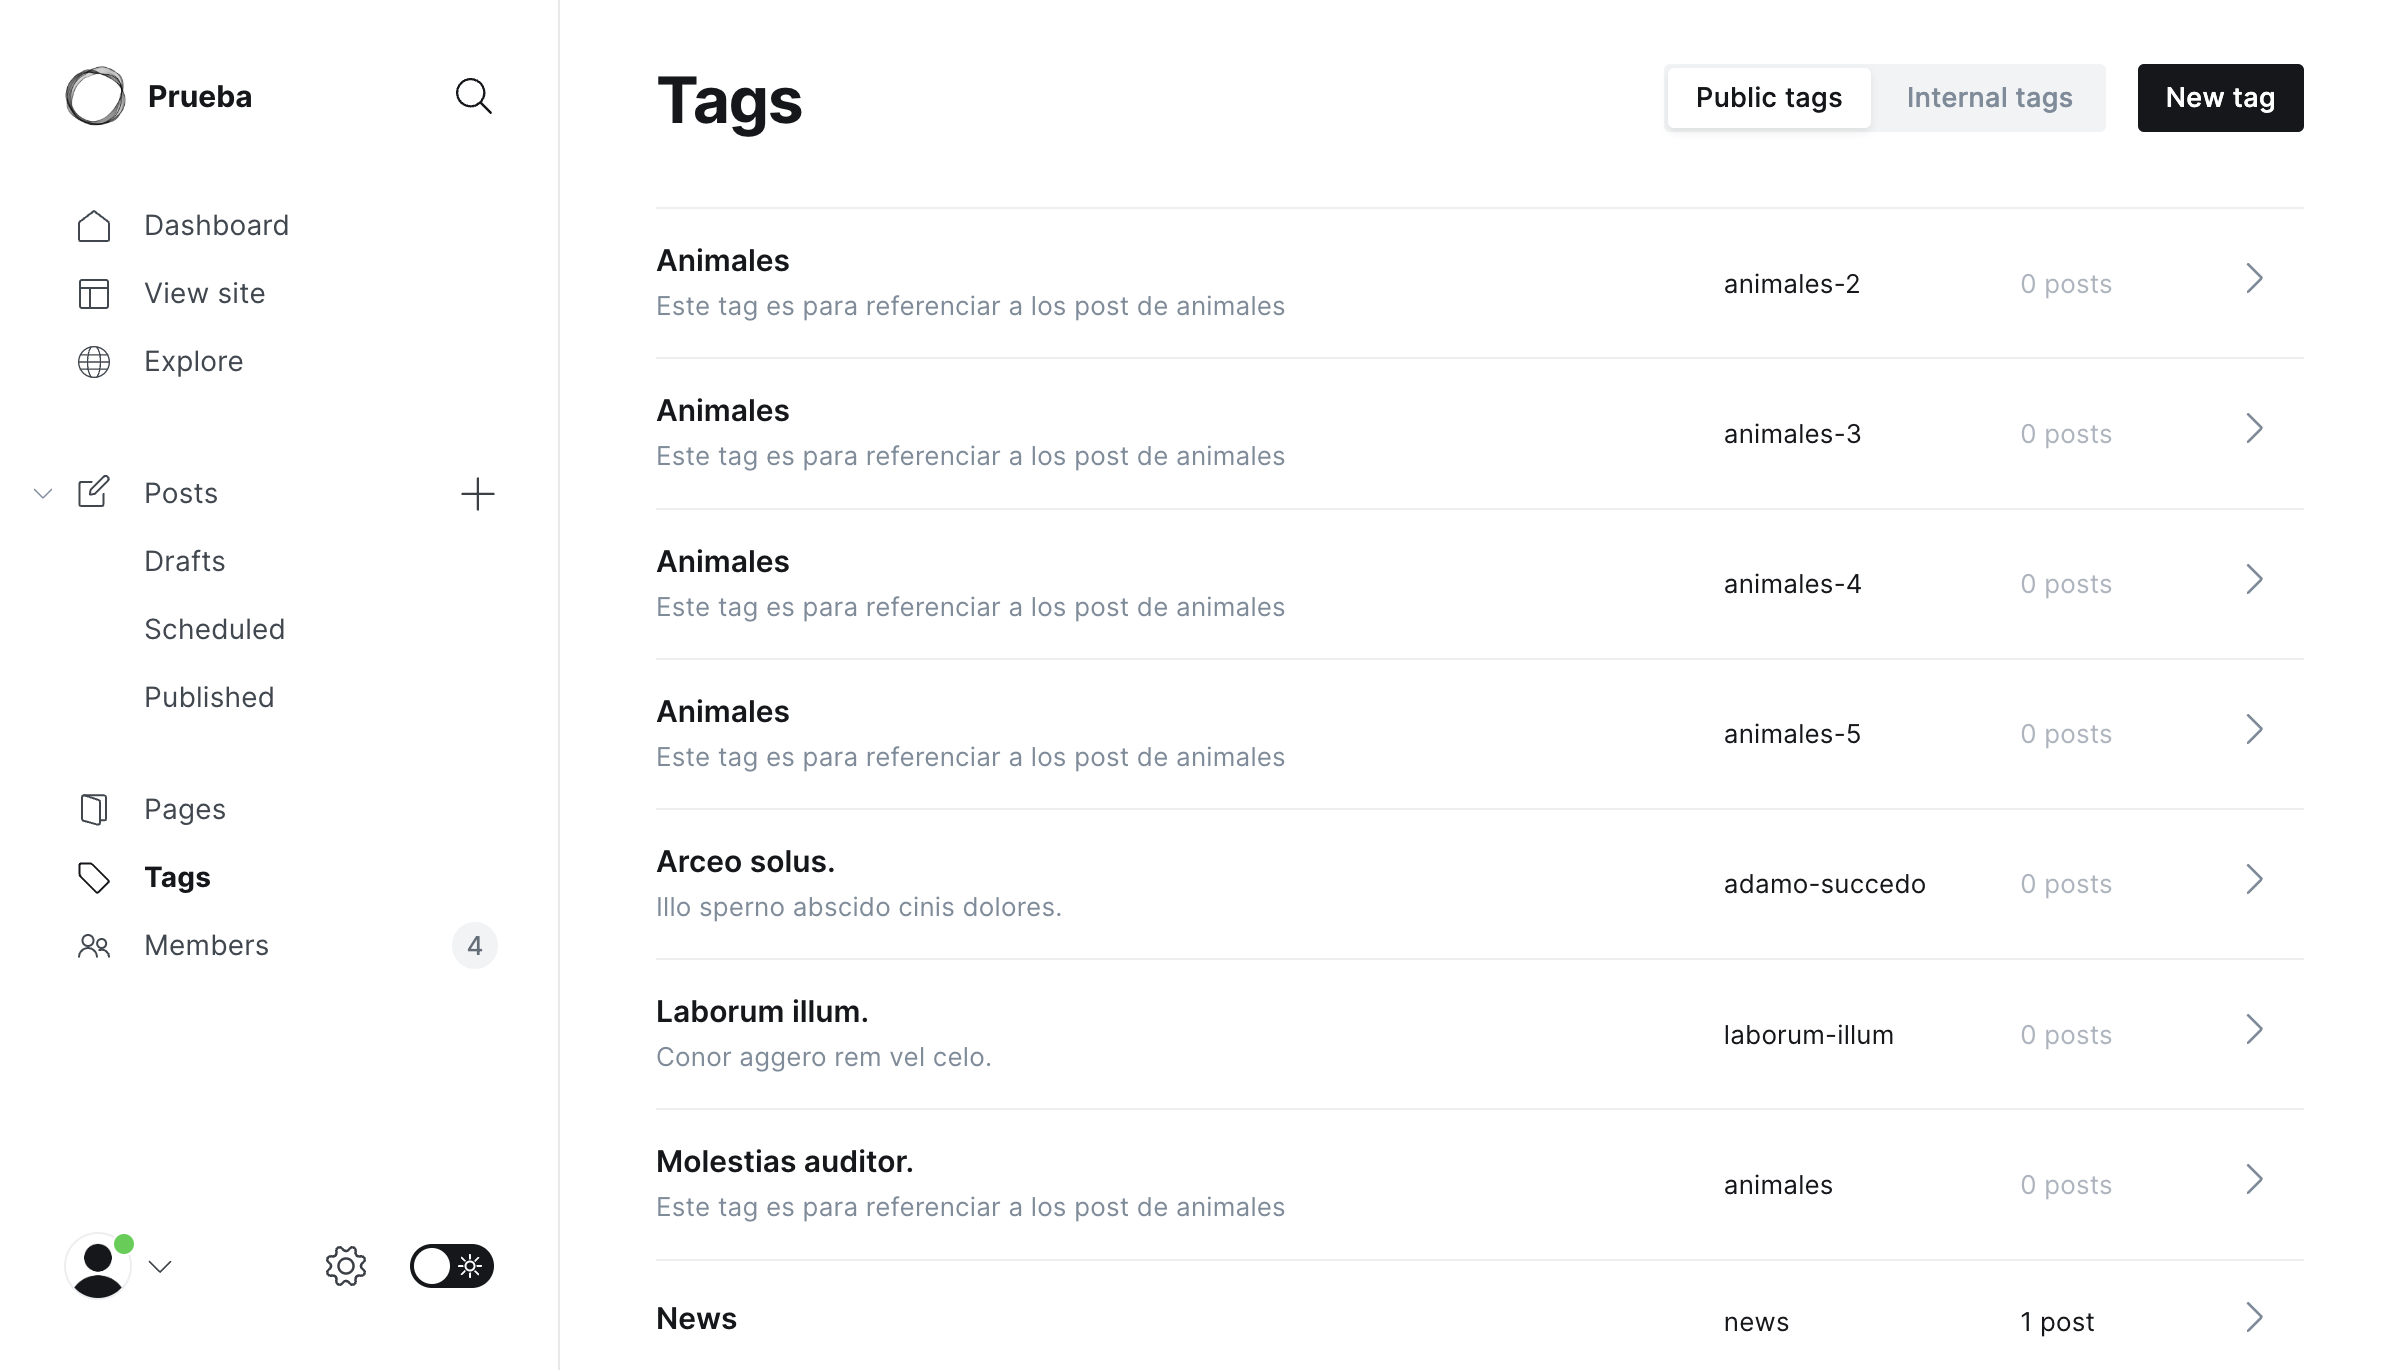 Prueba
Dashboard
View site
Explore
Posts
Drafts
Scheduled
Published
Pages
Tags
Members 4
Tags
Public tags Internal tags New tag
Animales
Este tag es para referenciar a los post de animales
animales-2 0 posts
Animales
Este tag es para referenciar a los post de animales
animales-3 0 posts
Animales
Este tag es para referenciar a los post de animales
animales-4 0 posts
Animales
Este tag es para referenciar a los post de animales
animales-5 0 posts
Arceo solus.
Illo sperno abscido cinis dolores.
adamo-succedo 0 posts
Laborum illum.
Conor aggero rem vel celo.
laborum-illum 0 posts
Molestias auditor.
Este tag es para referenciar a los post de animales
animales 0 posts
News news 1 post